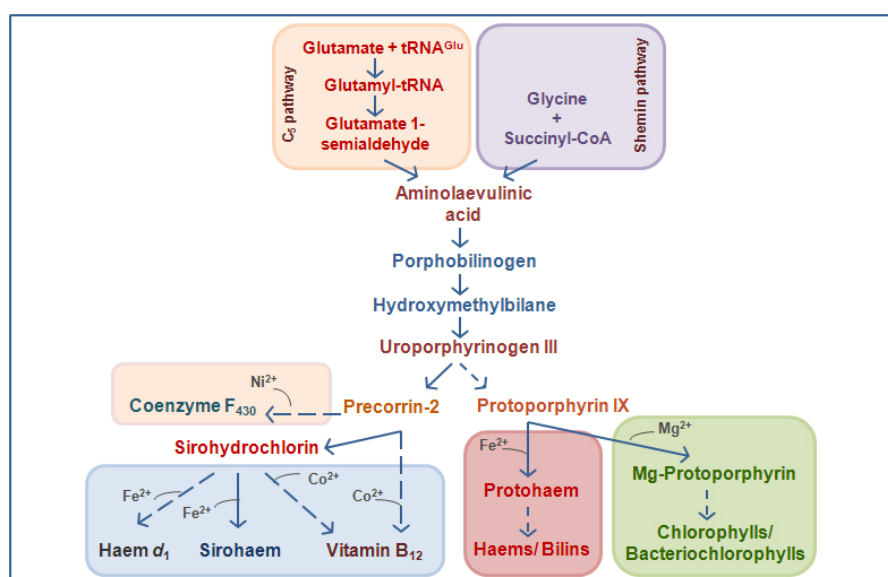 Glutamate + tRNAGlu
Glutamyl-tRNA
Glutamate 1-
semialdehyde
C5 pathway
Glycine
+
Succinyl-CoA
Shemin pathway
Aminolaevulinic
acid
Porphobilinogen
Hydroxymethylbilane
Uroporphyrinogen III
Ni2+
Coenzyme F430
Precorrin-2
Protoporphyrin IX
Sirohydrochlorin
Fe2+
Mg2+
Protohaem
Mg-Protoporphyrin
Fe2+
Fe2+
Co2+
Co2+
Haem d1
Sirohaem
Vitamin B12
Haems/ Bilins
Chlorophylls/
Bacteriochlorophylls